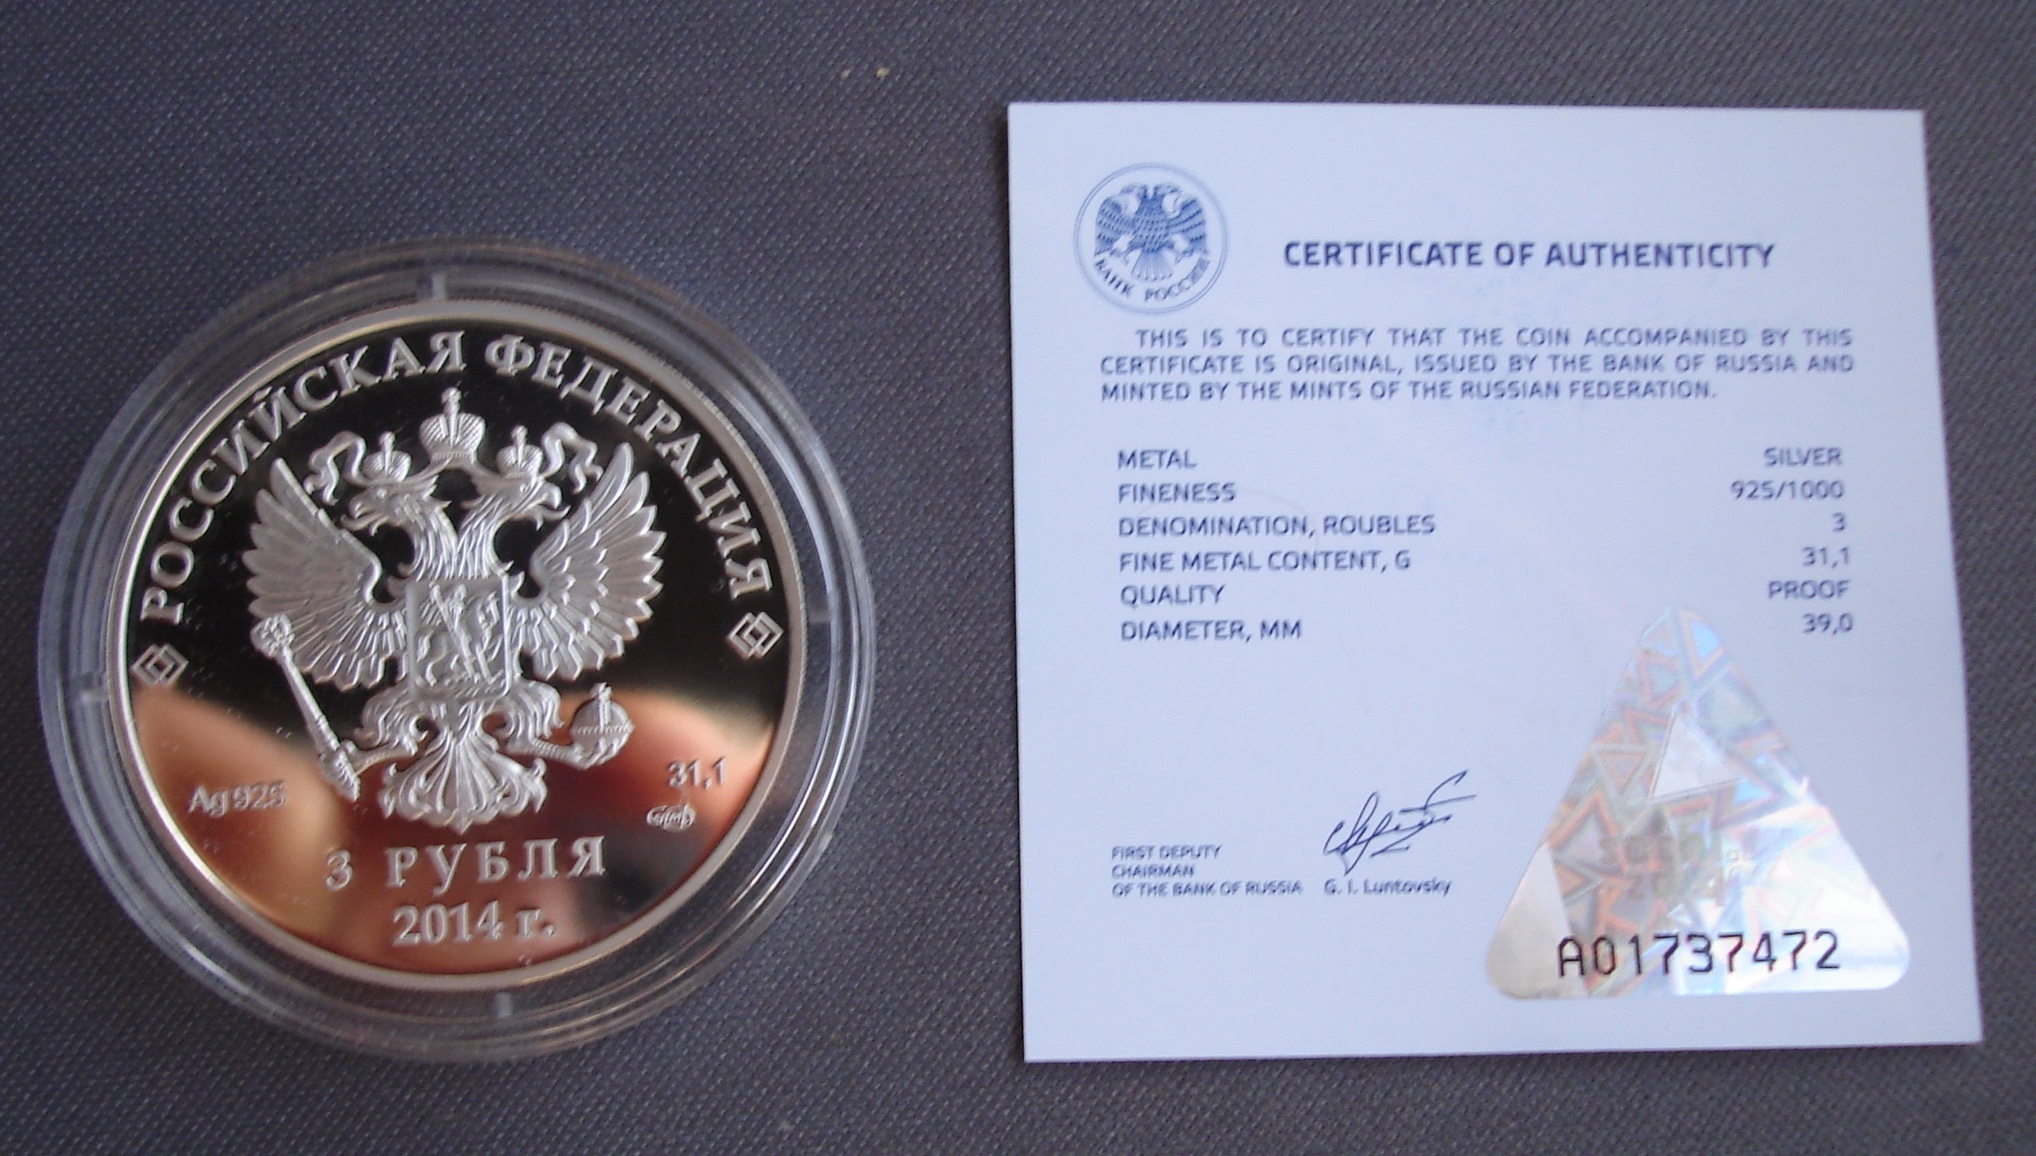 РОССИЙСКАЯ ФЕДЕРАЦИЯ
Ag 925
31,1
3 РУБЛЯ
2014 г.
БАНК РОССИИ
CERTIFICATE OF AUTHENTICITY
THIS IS TO CERTIFY THAT THE COIN ACCOMPANIED BY THIS
CERTIFICATE IS ORIGINAL, ISSUED BY THE BANK OF RUSSIA AND
MINTED BY THE MINTS OF THE RUSSIAN FEDERATION.
METAL SILVER
FINENESS 925/1000
DENOMINATION, ROUBLES 3
FINE METAL CONTENT, G 31,1
QUALITY PROOF
DIAMETER, MM 39,0
FIRST DEPUTY
CHAIRMAN
OF THE BANK OF RUSSIA G. I. Luntovsky
A01737472